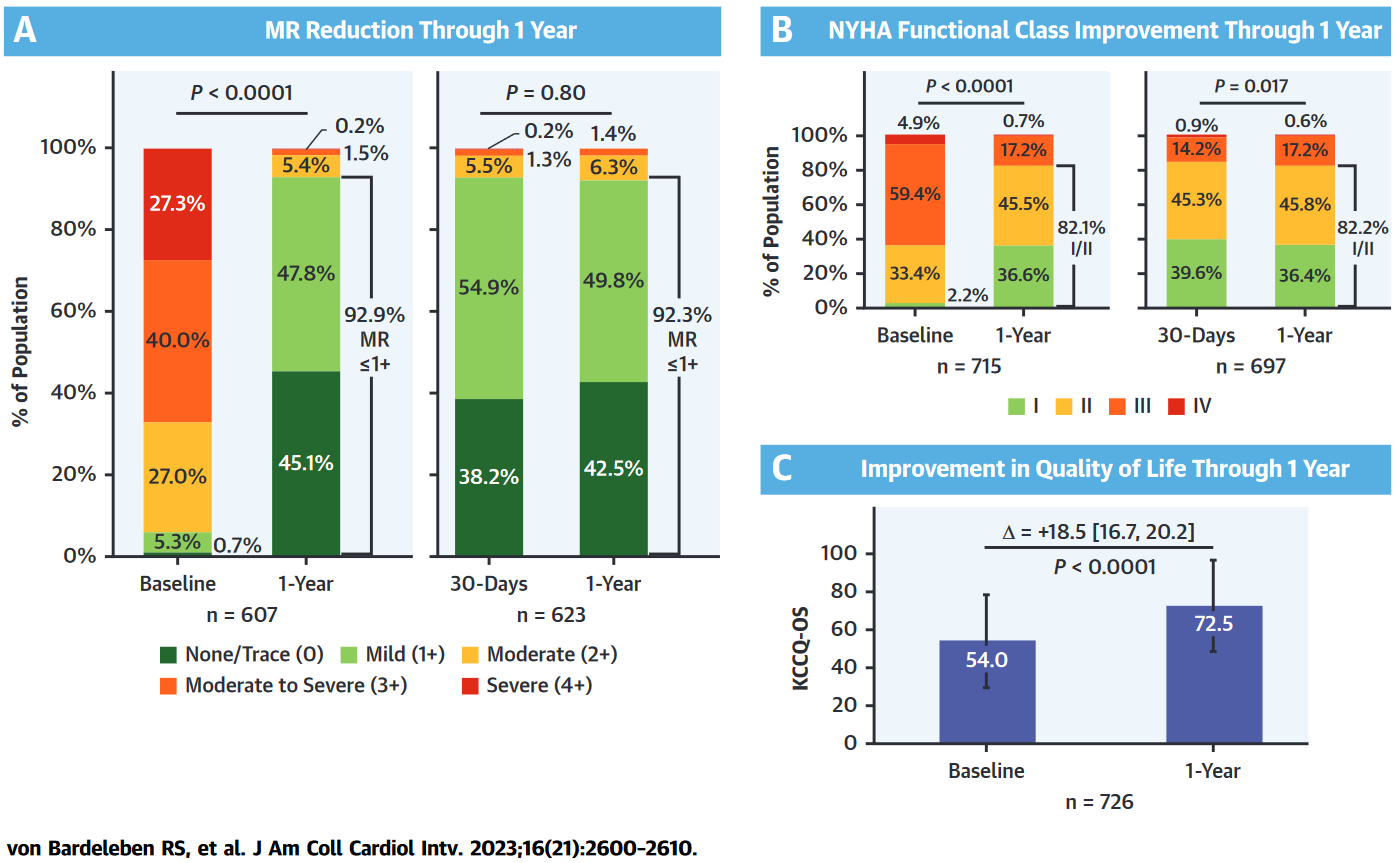 A MR Reduction Through 1 Year
P < 0.0001
P = 0.80
% of Population
100%
80%
60%
40%
20%
0%
27.3%
40.0%
27.0%
5.3%
0.7%
0.2%
1.5%
5.4%
47.8%
45.1%
92.9%
MR
≤1+
0.2%
1.3%
5.5%
54.9%
38.2%
1.4%
6.3%
49.8%
42.5%
92.3%
MR
≤1+
Baseline
1-Year
30-Days
1-Year
n = 607
n = 623
None/Trace (0) Mild (1+) Moderate (2+)
Moderate to Severe (3+) Severe (4+)
B NYHA Functional Class Improvement Through 1 Year
P < 0.0001
P = 0.017
% of Population
100%
80%
60%
40%
20%
0%
4.9%
59.4%
33.4%
2.2%
0.7%
17.2%
45.5%
36.6%
82.1%
I/II
0.9%
14.2%
45.3%
39.6%
0.6%
17.2%
45.8%
36.4%
82.2%
I/II
Baseline
1-Year
30-Days
1-Year
n = 715
n = 697
I II III IV
C Improvement in Quality of Life Through 1 Year
Δ = +18.5 [16.7, 20.2]
P < 0.0001
KCCQ-OS
100
80
60
40
20
0
54.0
72.5
Baseline
1-Year
n = 726
von Bardeleben RS, et al. J Am Coll Cardiol Intv. 2023;16(21):2600–2610.